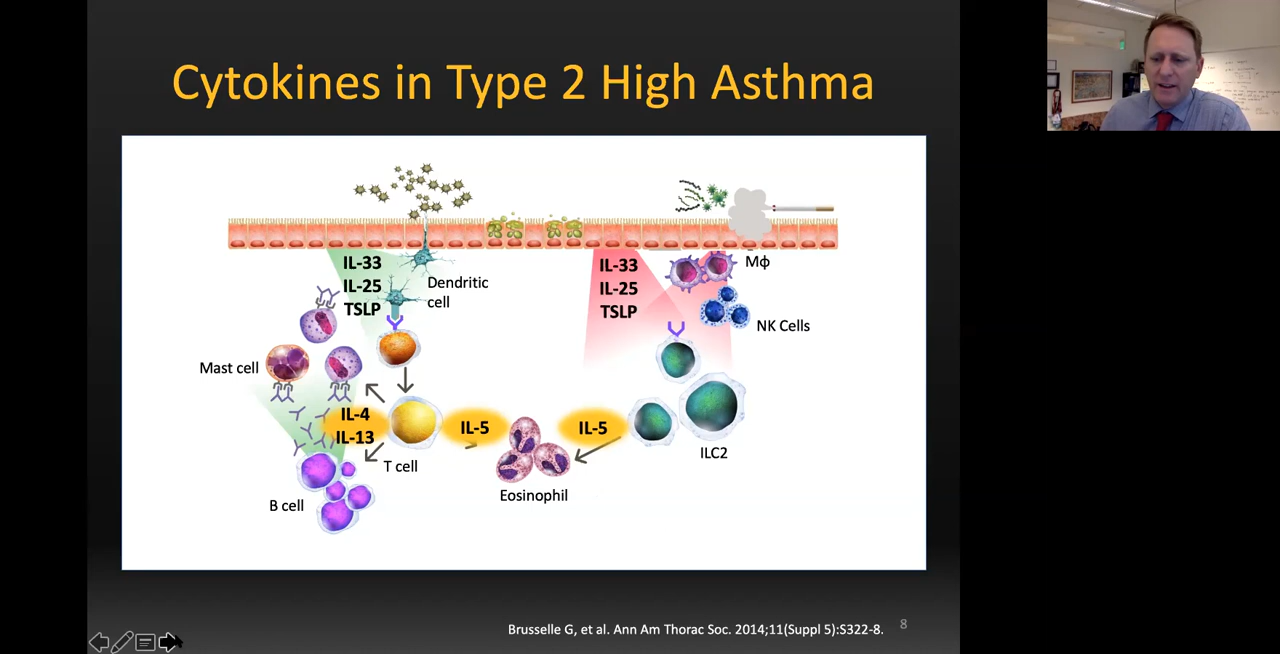 Cytokines in Type 2 High Asthma
IL-33
IL-25
TSLP
Dendritic
cell
IL-33
IL-25
TSLP
Mϕ
NK Cells
Mast cell
IL-4
IL-13
IL-5
IL-5
T cell
ILC2
Eosinophil
B cell
Brusselle G, et al. Ann Am Thorac Soc. 2014;11(Suppl 5):S322-8.
8